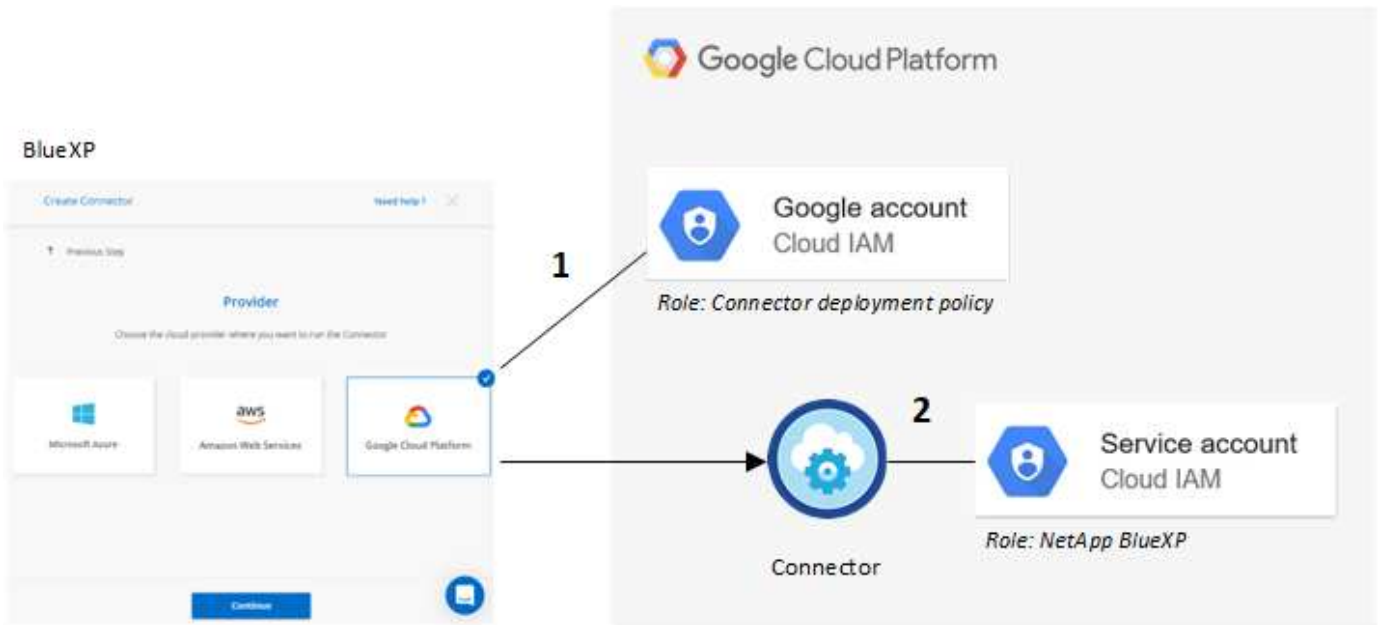 Google Cloud Platform
BlueXP
Create Connector
Need help?
Previous Step
Google account
Cloud IAM
1
Provider
Role: Connector deployment policy
Choose the cloud provider where you want to run the Connector
2
aws
Service account
Cloud IAM
Microsoft Azure
Amazon Web Services
Google Cloud Platform
Role: NetApp BlueXP
Connector
Continue